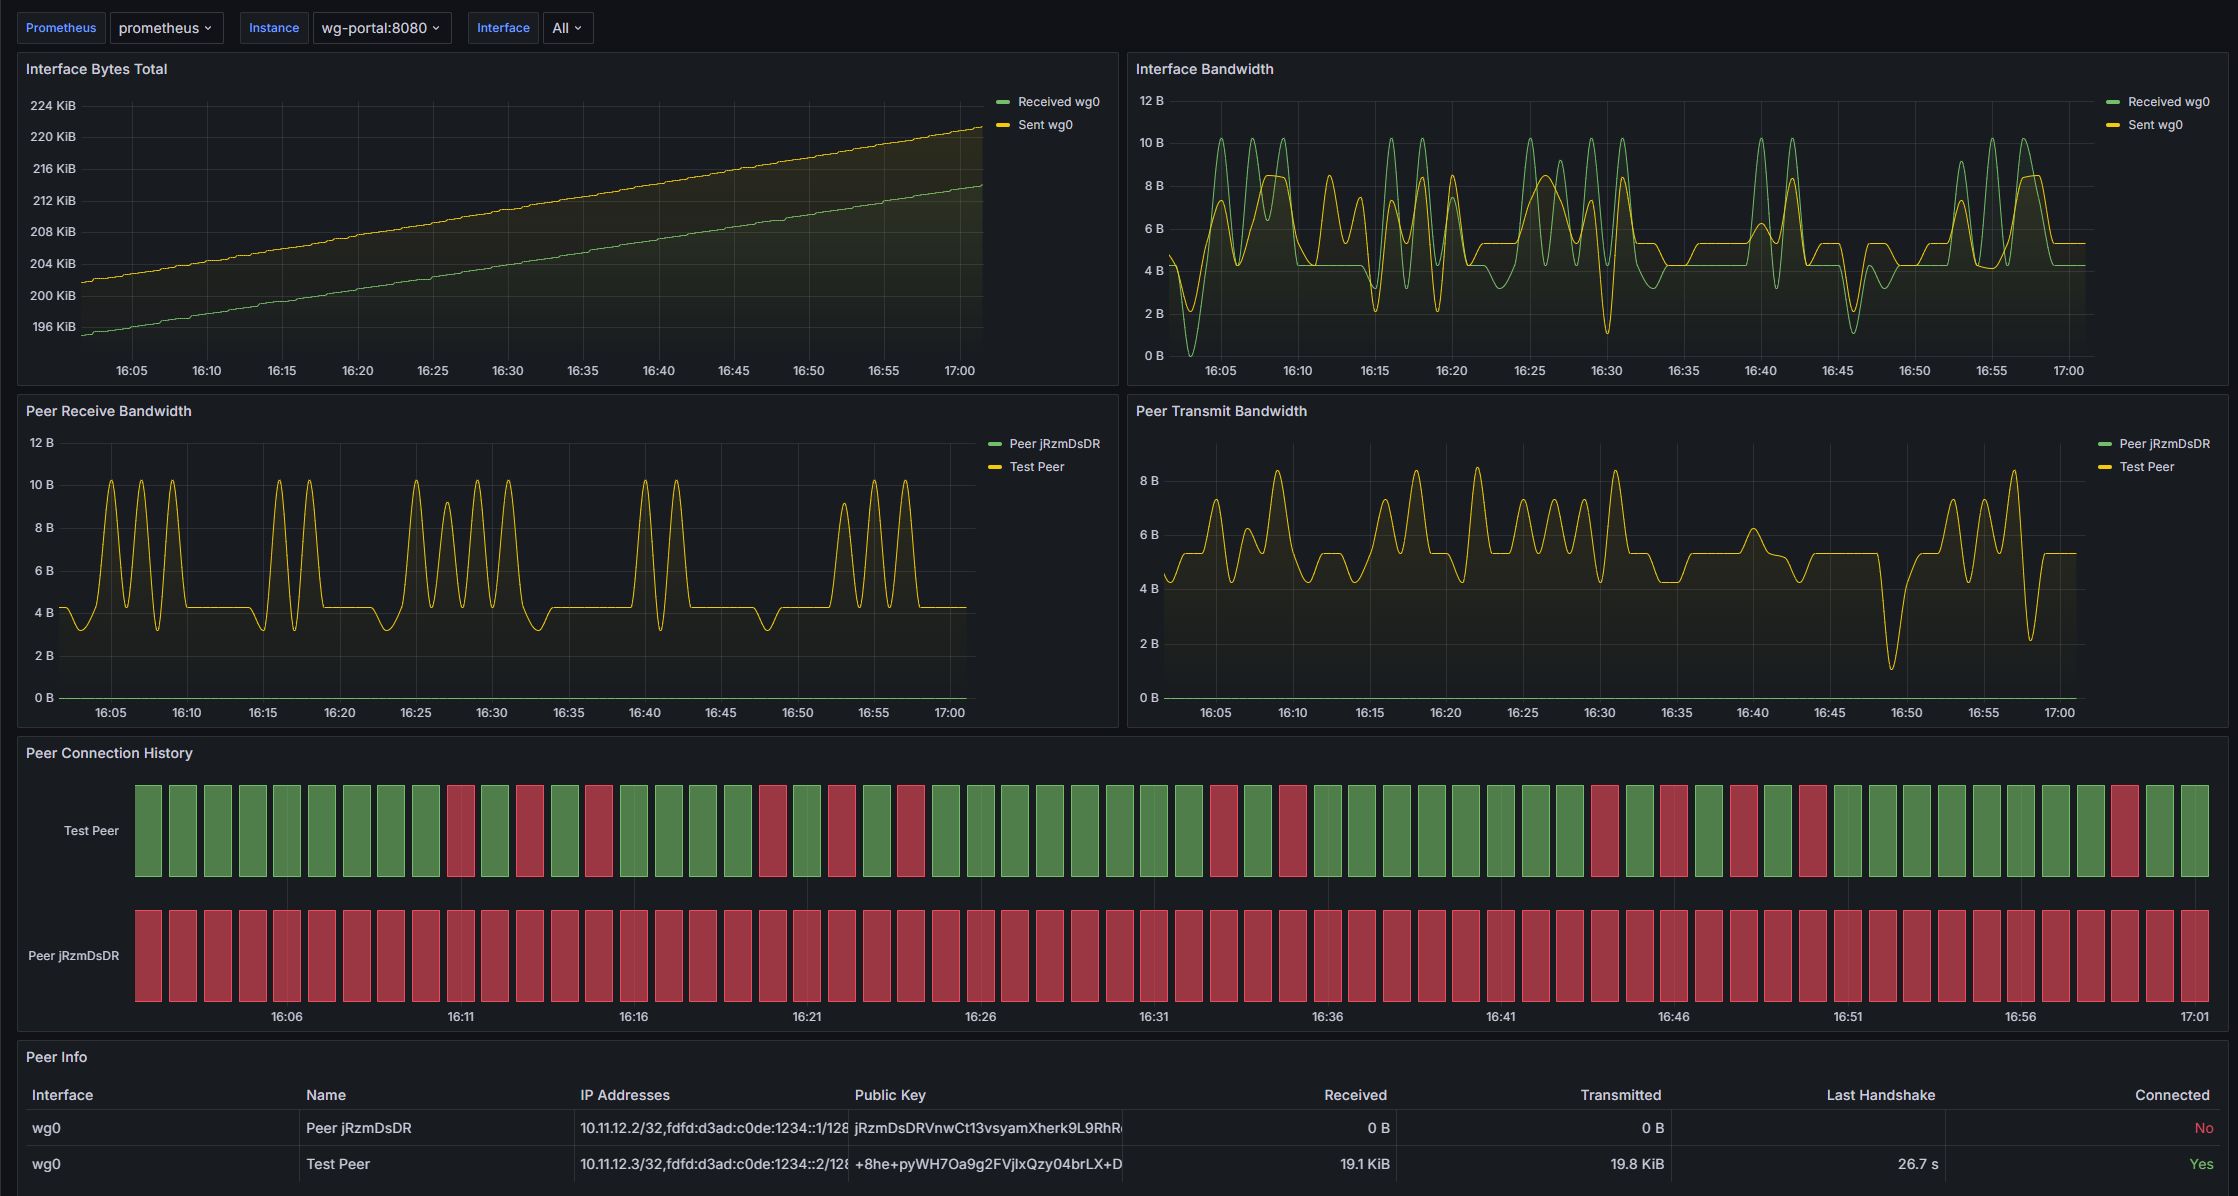 Prometheus prometheus Instance wg-portal:8080 Interface All
Interface Bytes Total
224 KiB
220 KiB
216 KiB
212 KiB
208 KiB
204 KiB
200 KiB
196 KiB
16:05 16:10 16:15 16:20 16:25 16:30 16:35 16:40 16:45 16:50 16:55 17:00
Received wg0
Sent wg0
Interface Bandwidth
12 B
10 B
8 B
6 B
4 B
2 B
0 B
16:05 16:10 16:15 16:20 16:25 16:30 16:35 16:40 16:45 16:50 16:55 17:00
Received wg0
Sent wg0
Peer Receive Bandwidth
12 B
10 B
8 B
6 B
4 B
2 B
0 B
16:05 16:10 16:15 16:20 16:25 16:30 16:35 16:40 16:45 16:50 16:55 17:00
Peer jRzmDsDR
Test Peer
Peer Transmit Bandwidth
8 B
6 B
4 B
2 B
0 B
16:05 16:10 16:15 16:20 16:25 16:30 16:35 16:40 16:45 16:50 16:55 17:00
Peer jRzmDsDR
Test Peer
Peer Connection History
Test Peer
Peer jRzmDsDR
16:06 16:11 16:16 16:21 16:26 16:31 16:36 16:41 16:46 16:51 16:56 17:01
Peer Info
Interface Name IP Addresses Public Key Received Transmitted Last Handshake Connected
wg0 Peer jRzmDsDR 10.11.12.2/32,fdfd:d3ad:c0de:1234::1/128 jRzmDsDRVnwCt13vsyamXherk9L9RhR 0 B 0 B No
wg0 Test Peer 10.11.12.3/32,fdfd:d3ad:c0de:1234::2/128 +8he+pyWH7Oa9g2FVjlxQzy04brLX+D 19.1 KiB 19.8 KiB 26.7 s Yes